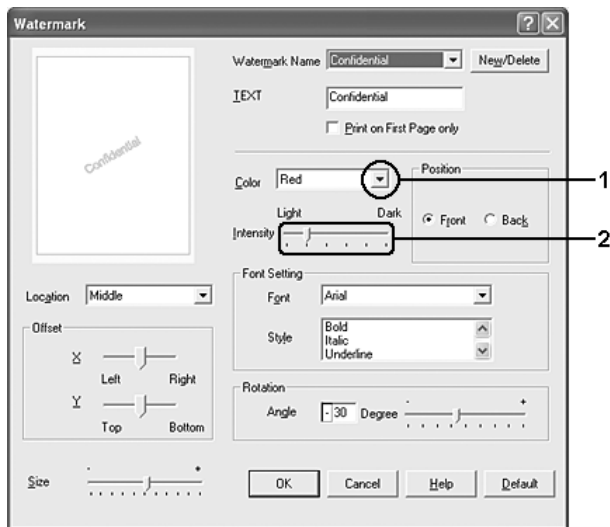 Watermark
Watermark Name Confidential New/Delete
TEXT Confidential
Print on First Page only
Confidential
Color Red
1
Position
Front Back
Light Dark
Intensity
2
Location Middle
Font Setting
Font Arial
Style Bold
Italic
Underline
Offset
X
Left Right
Y
Top Bottom
Rotation
Angle -30 Degree - +
Size - +
OK Cancel Help Default